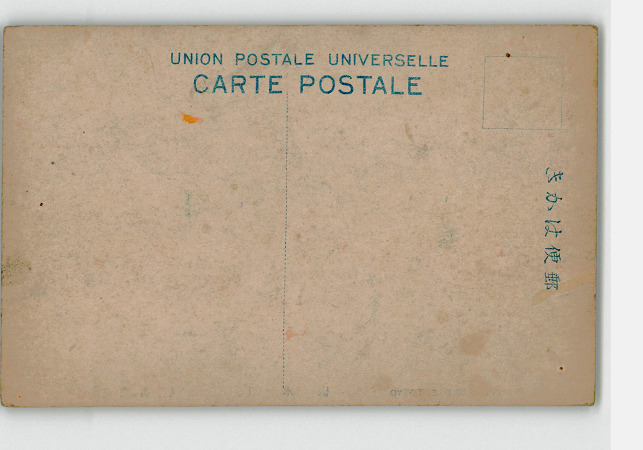 UNION POSTALE UNIVERSELLE
CARTE POSTALE
きかは便郵